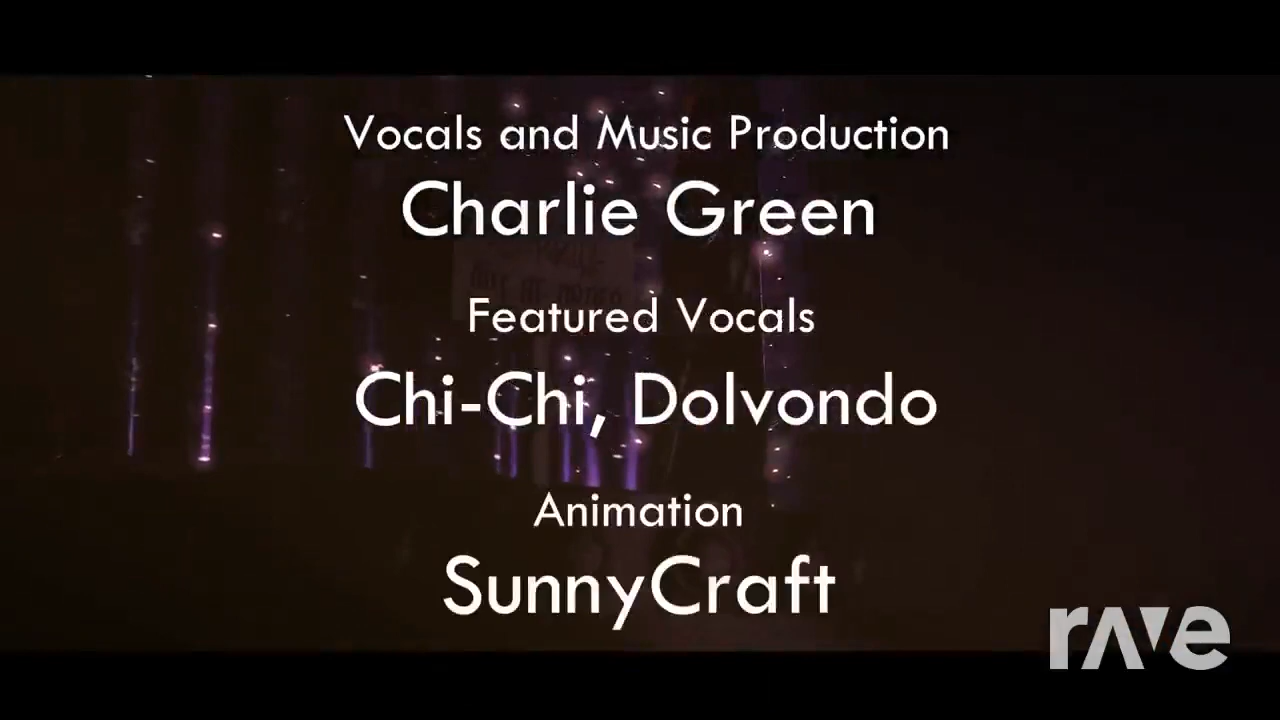 Vocals and Music Production
Charlie Green
Featured Vocals
Chi-Chi, Dolvondo
Animation
SunnyCraft
rave